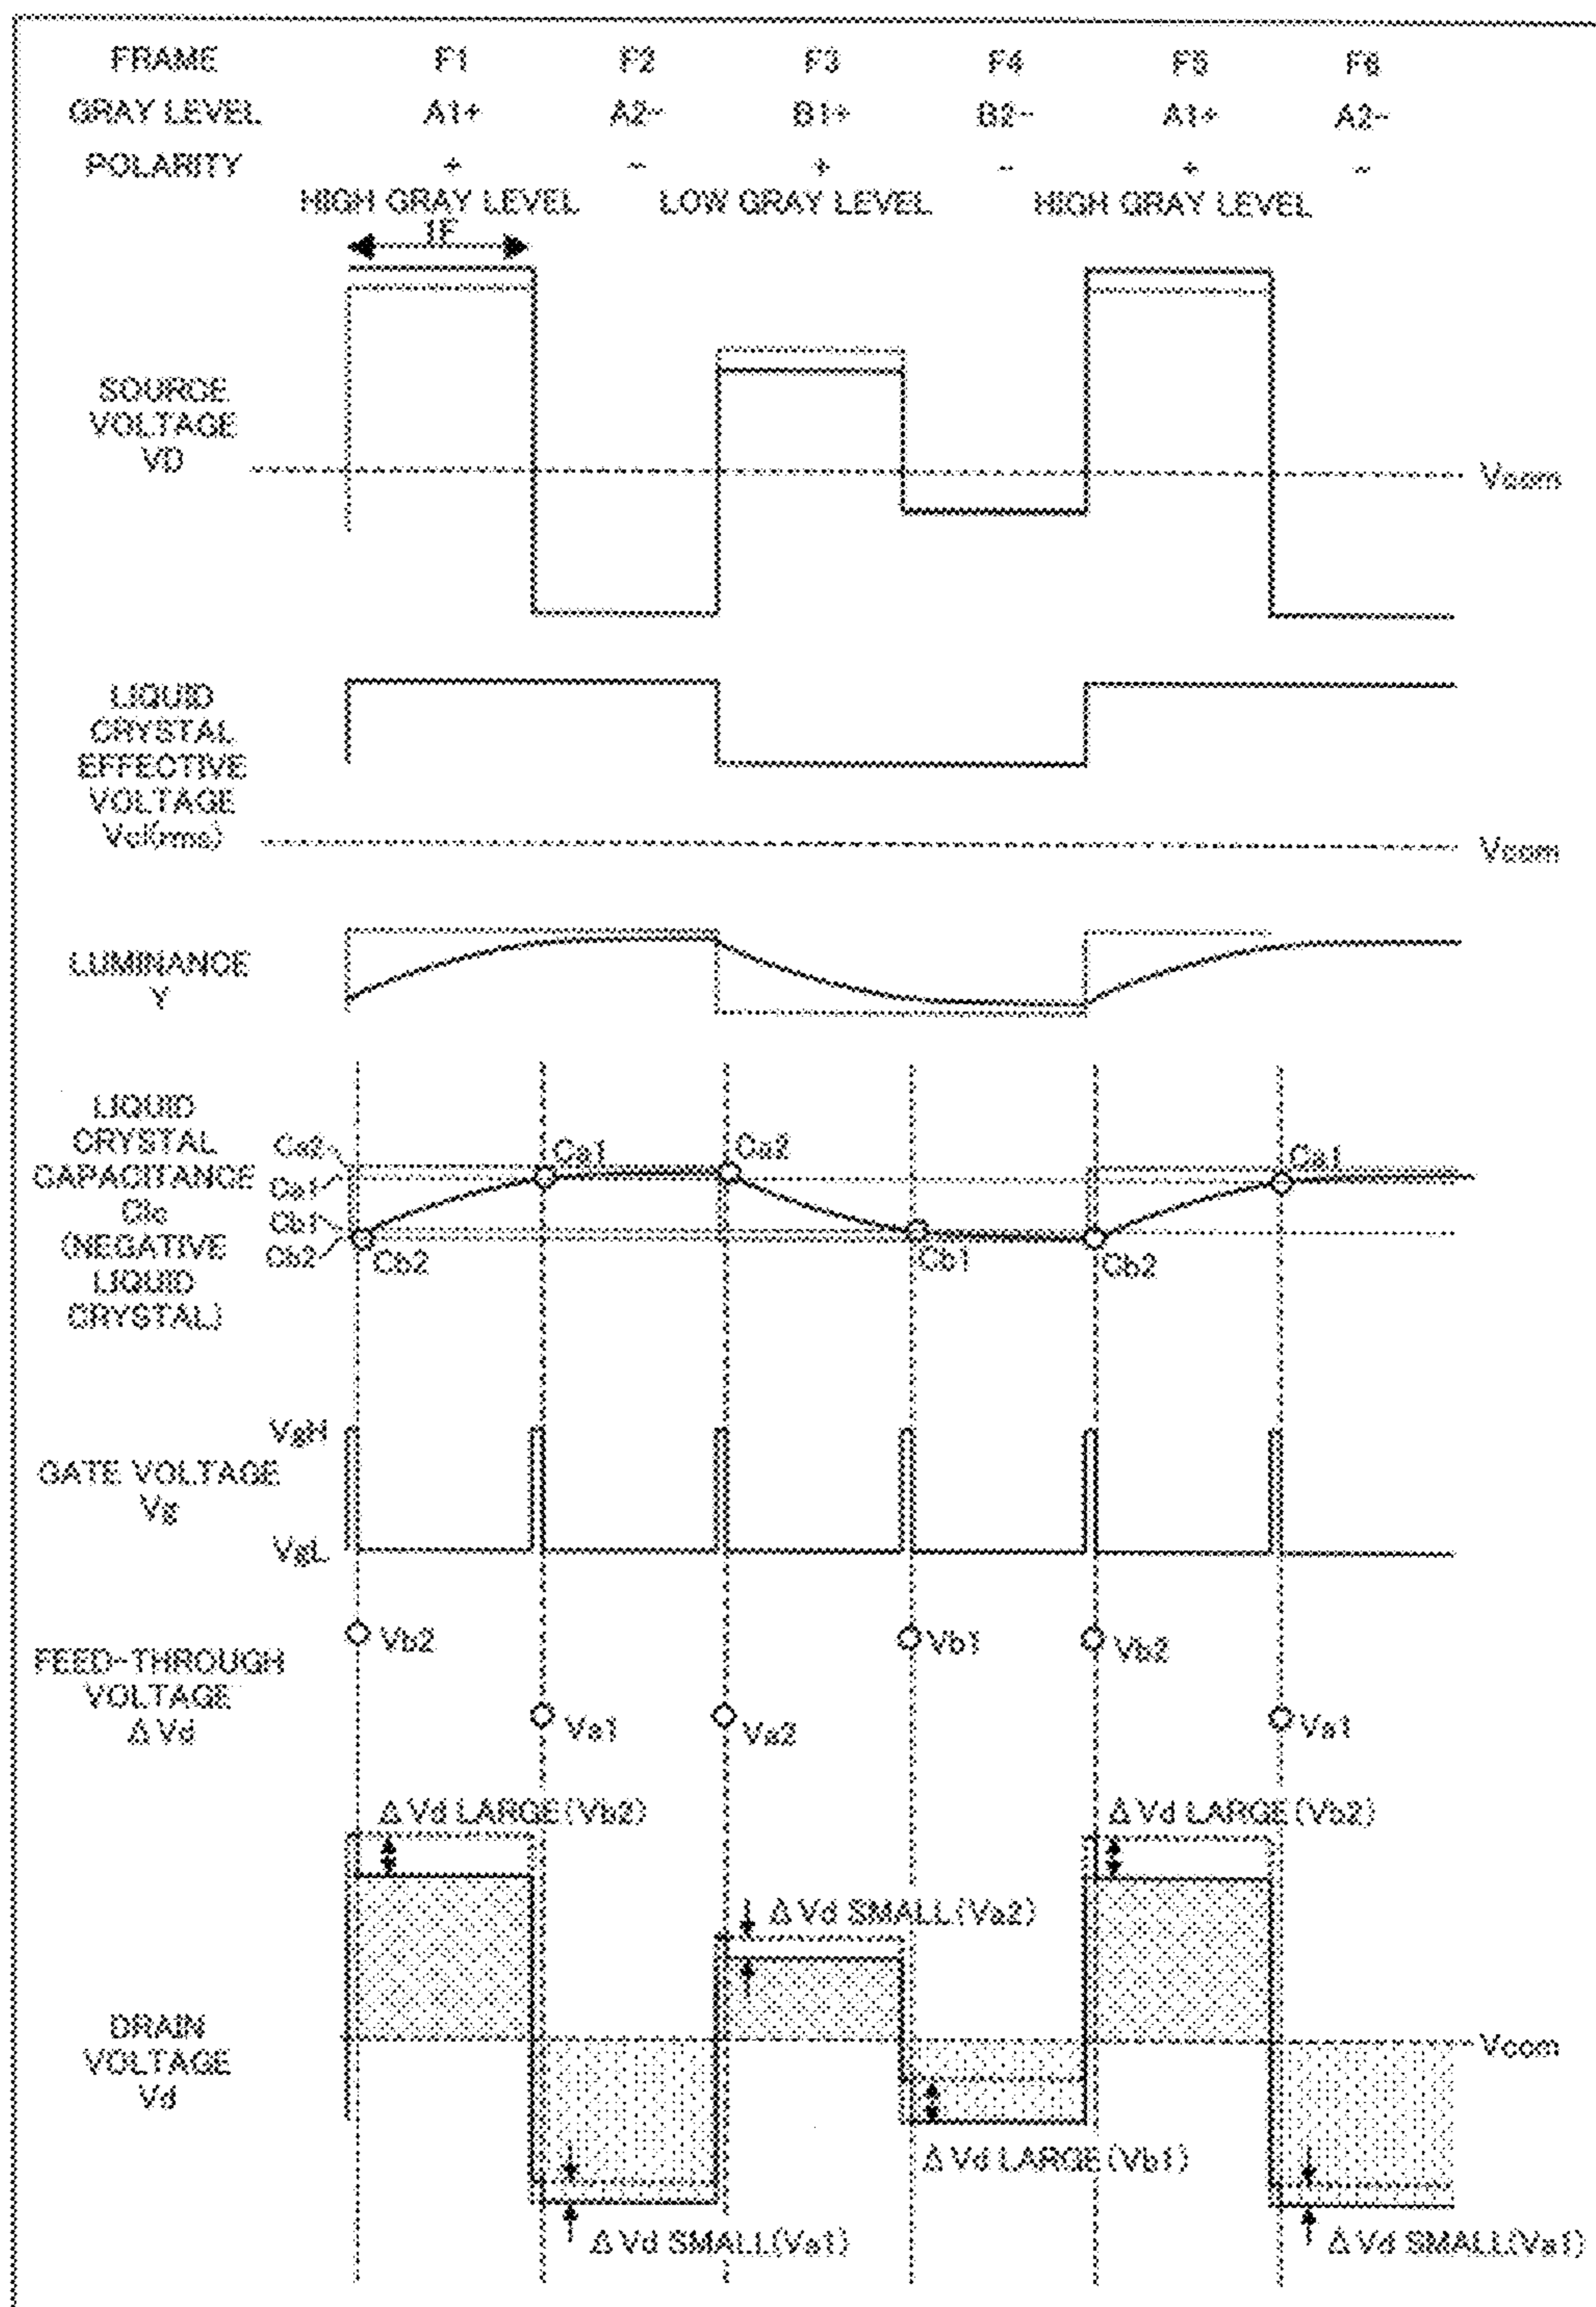 FRAME F1 F2 F3 F4 F5 F6
GRAY LEVEL A1+ A2- B1+ B2- A1+ A2-
POLARITY + - + - + -
HIGH GRAY LEVEL LOW GRAY LEVEL HIGH GRAY LEVEL
1F
SOURCE
VOLTAGE
VD
Vcom
LIQUID
CRYSTAL
EFFECTIVE
VOLTAGE
Vcl(rms)
Vcom
LUMINANCE
Y
LIQUID
CRYSTAL
CAPACITANCE
Clc
(NEGATIVE
LIQUID
CRYSTAL)
Ca2
Ca1
Cb1
Cb2
Cb2 Ca1 Ca2 Cb1 Cb2 Ca1
VgH
GATE VOLTAGE
Vg
VgL
FEED-THROUGH
VOLTAGE
ΔVd
Vb2 Vb1 Vb2
Va1 Va2 Va1
ΔVd LARGE(Vb2) ΔVd LARGE(Vb2)
ΔVd SMALL(Va2)
DRAIN
VOLTAGE
Vd
Vcom
ΔVd LARGE(Vb1)
ΔVd SMALL(Va1) ΔVd SMALL(Va1)